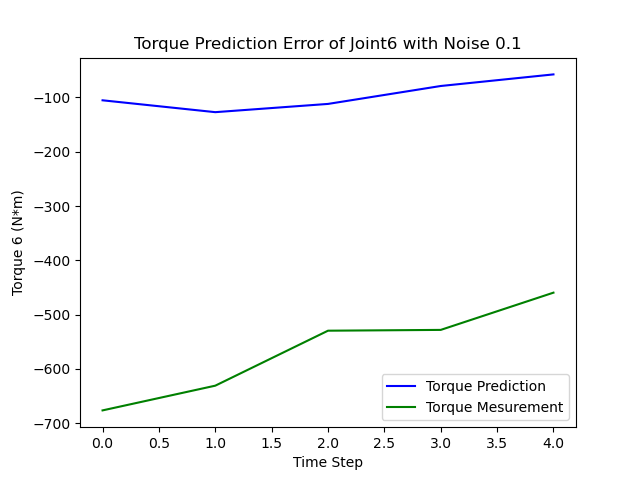 Torque Prediction Error of Joint6 with Noise 0.1
Torque 6 (N*m)
−100
−200
−300
−400
−500
−600
−700
Torque Prediction
Torque Mesurement
0.0 0.5 1.0 1.5 2.0 2.5 3.0 3.5 4.0
Time Step